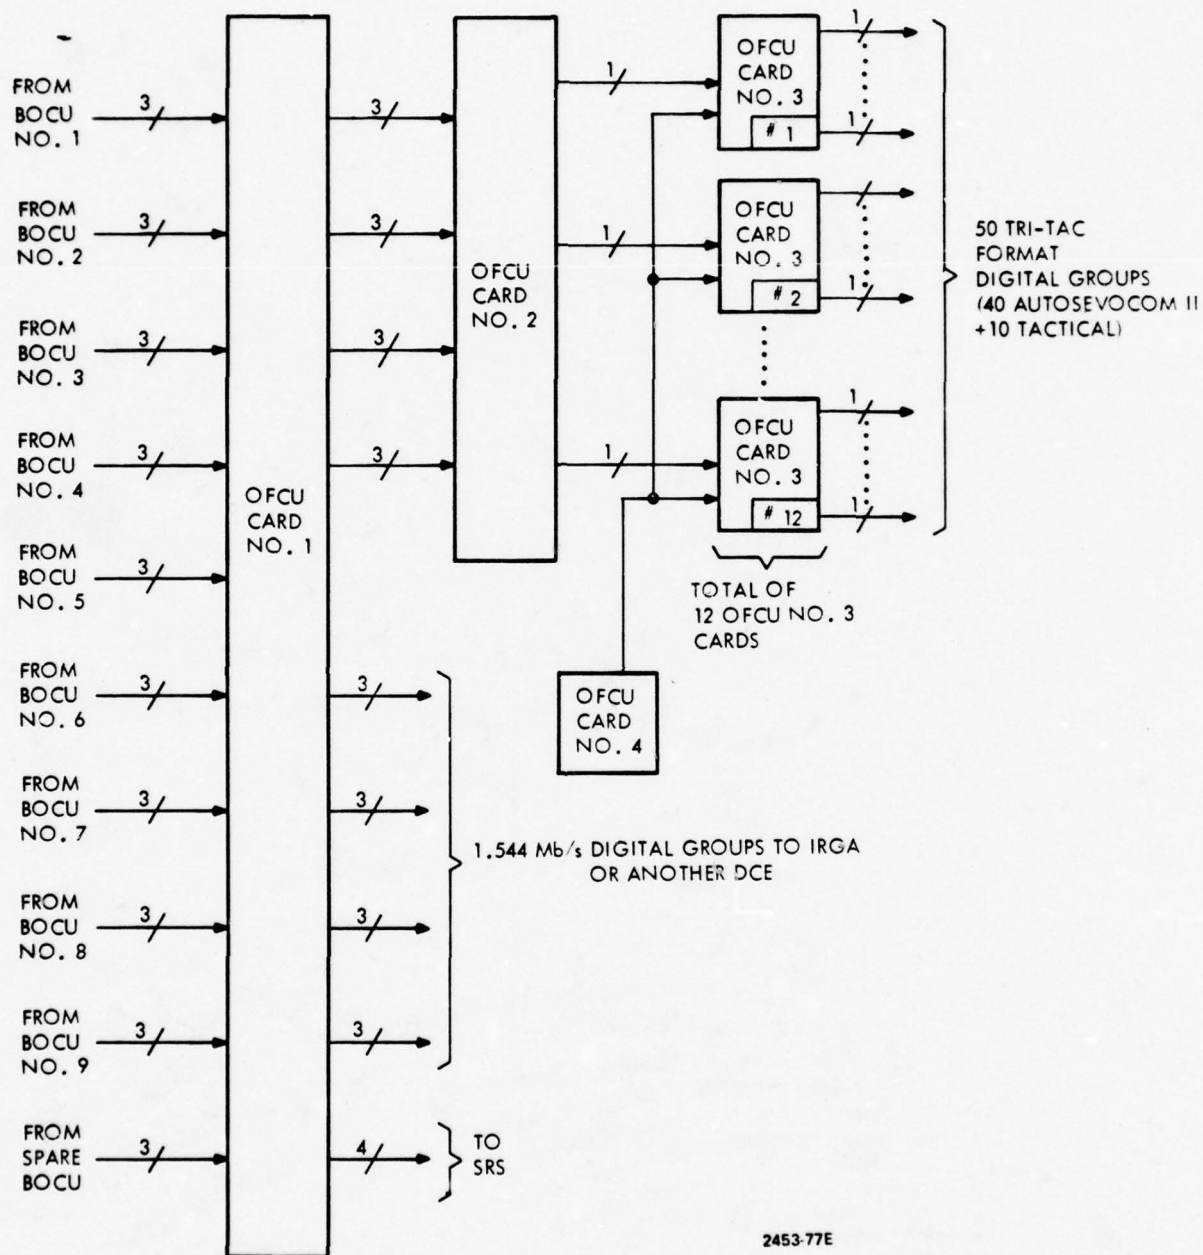 FROM
BOCU
NO. 1
3
FROM
BOCU
NO. 2
3
FROM
BOCU
NO. 3
3
FROM
BOCU
NO. 4
3
FROM
BOCU
NO. 5
3
FROM
BOCU
NO. 6
3
FROM
BOCU
NO. 7
3
FROM
BOCU
NO. 8
3
FROM
BOCU
NO. 9
3
FROM
SPARE
BOCU
3
OFCU
CARD
NO. 1
3
3
3
3
3
3
3
3
4
OFCU
CARD
NO. 2
1
1
1
OFCU
CARD
NO. 3
# 1
1
1
OFCU
CARD
NO. 3
# 2
1
1
OFCU
CARD
NO. 3
# 12
1
1
TOTAL OF
12 OFCU NO. 3
CARDS
OFCU
CARD
NO. 4
50 TRI-TAC
FORMAT
DIGITAL GROUPS
(40 AUTOSEVOCOM II
+10 TACTICAL)
1.544 Mb/s DIGITAL GROUPS TO IRGA
OR ANOTHER DCE
TO
SRS
2453-77E